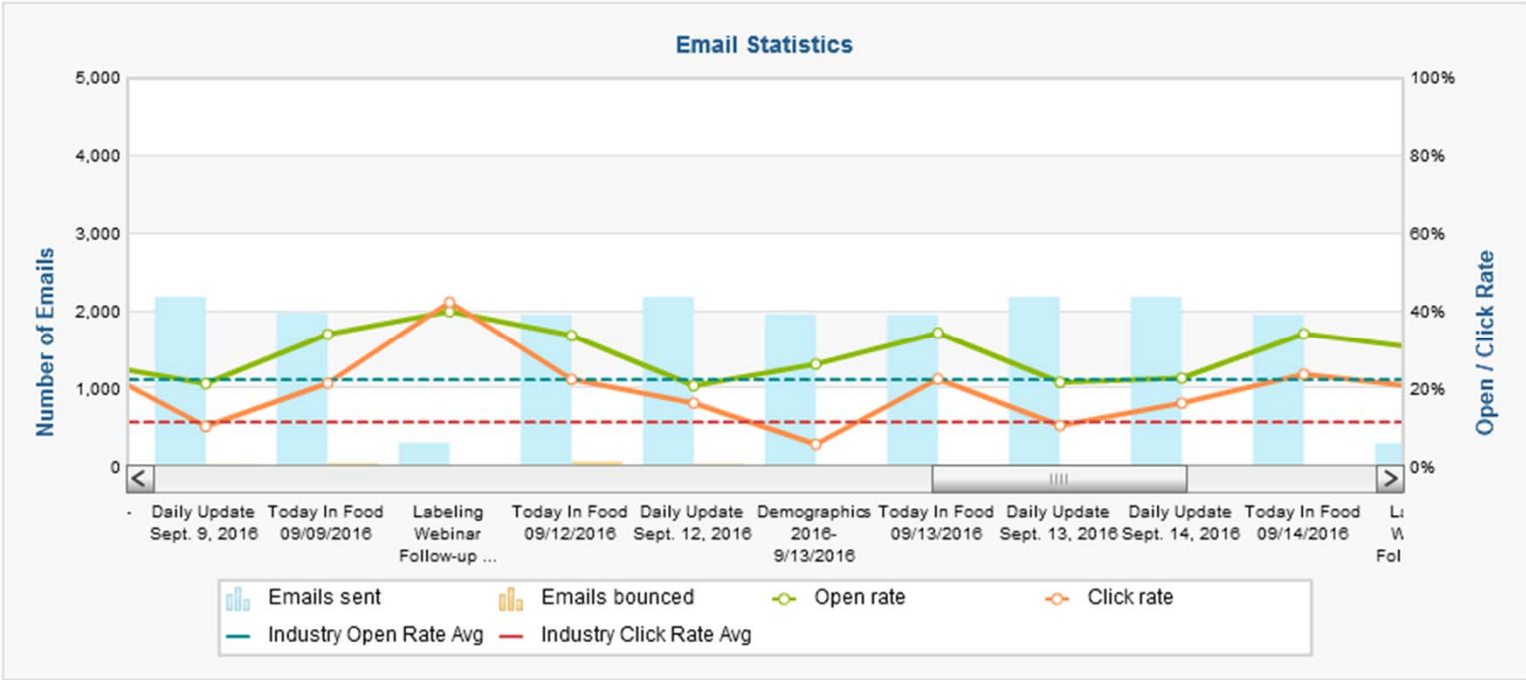 Email Statistics
5,000
4,000
3,000
2,000
1,000
0
Number of Emails
100%
80%
60%
40%
20%
0%
Open / Click Rate
-
Daily Update
Sept. 9, 2016
Today In Food
09/09/2016
Labeling
Webinar
Follow-up ...
Today In Food
09/12/2016
Daily Update
Sept. 12, 2016
Demographics
2016-
9/13/2016
Today In Food
09/13/2016
Daily Update
Sept. 13, 2016
Daily Update
Sept. 14, 2016
Today In Food
09/14/2016
Fol
Emails sent
Emails bounced
Open rate
Click rate
Industry Open Rate Avg
Industry Click Rate Avg